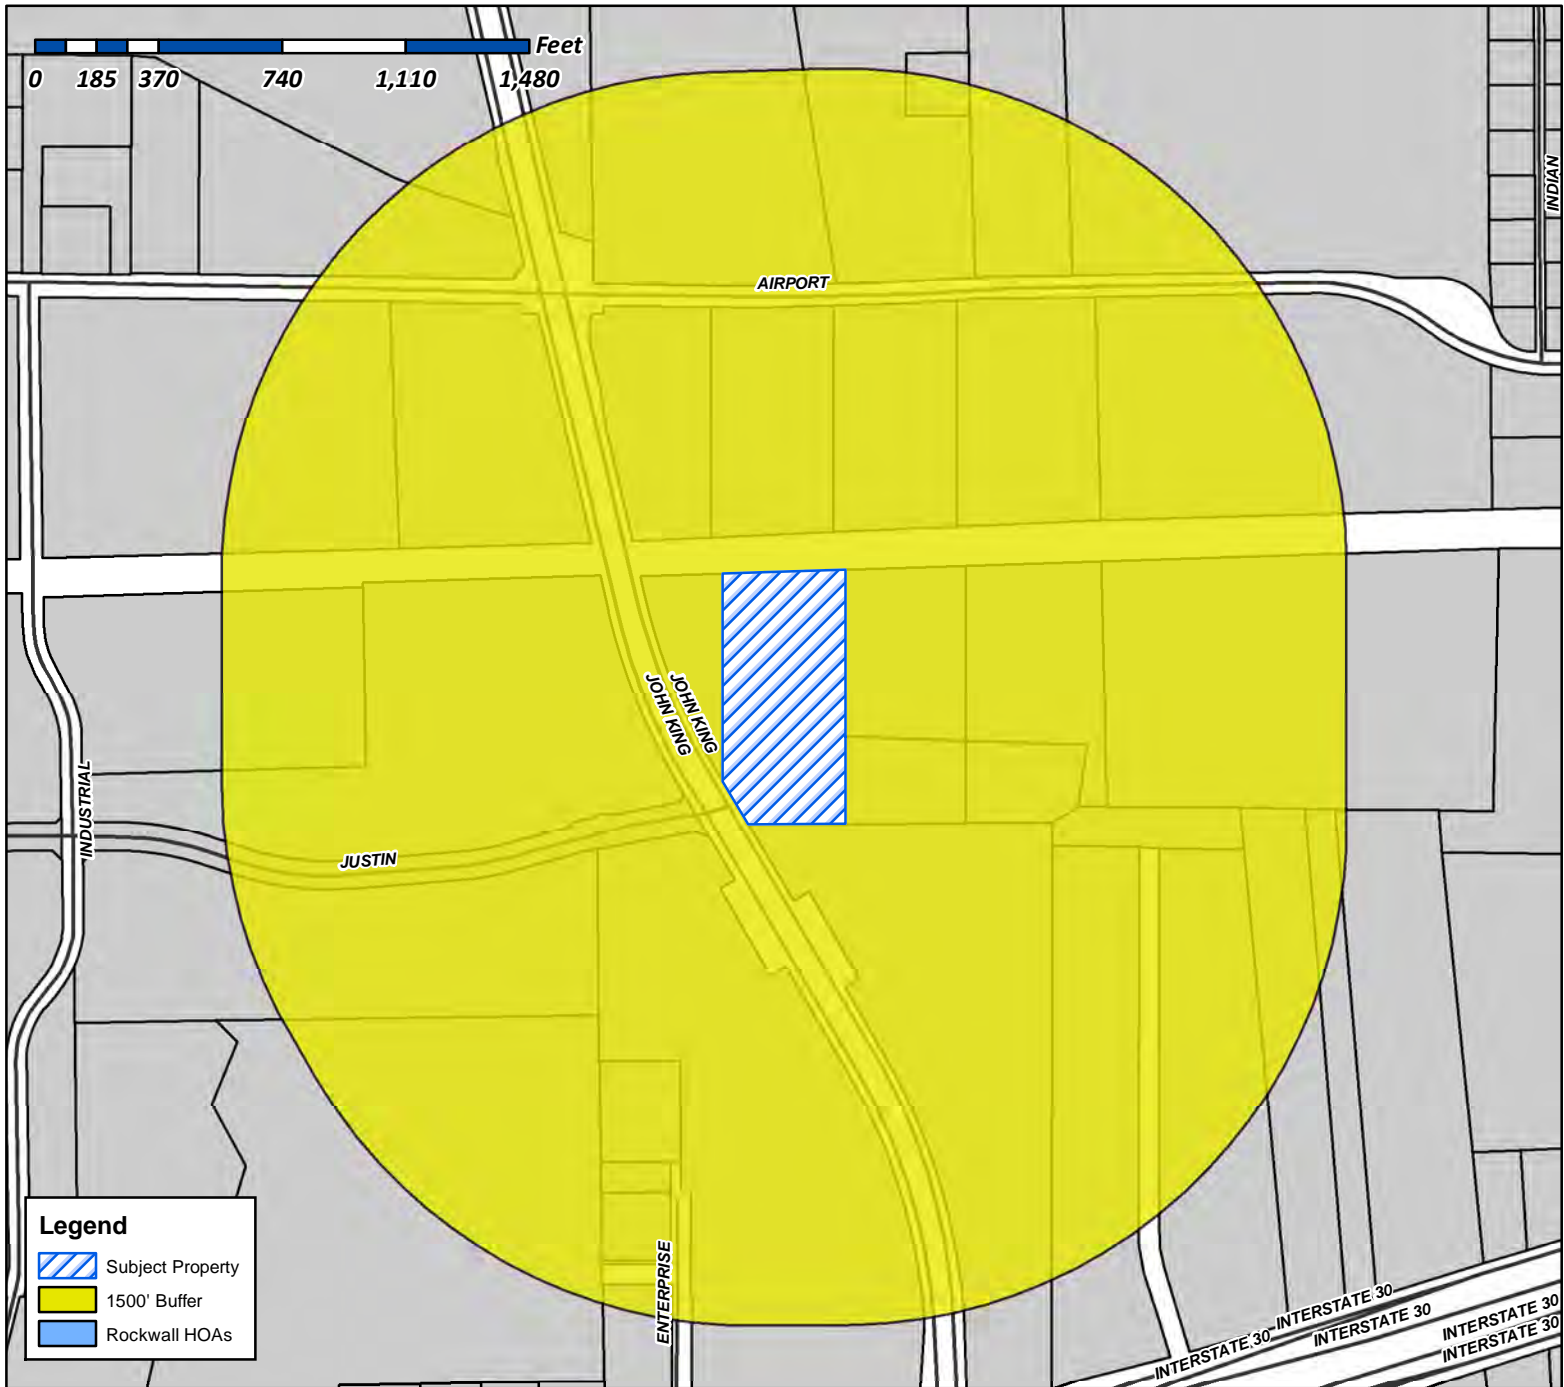 Feet
0 185 370 740 1,110 1,480
INDIAN
AIRPORT
JOHN KING
JOHN KING
INDUSTRIAL
JUSTIN
ENTERPRISE
INTERSTATE 30
INTERSTATE 30
INTERSTATE 30
INTERSTATE 30
INTERSTATE 30
Legend
Subject Property
1500' Buffer
Rockwall HOAs